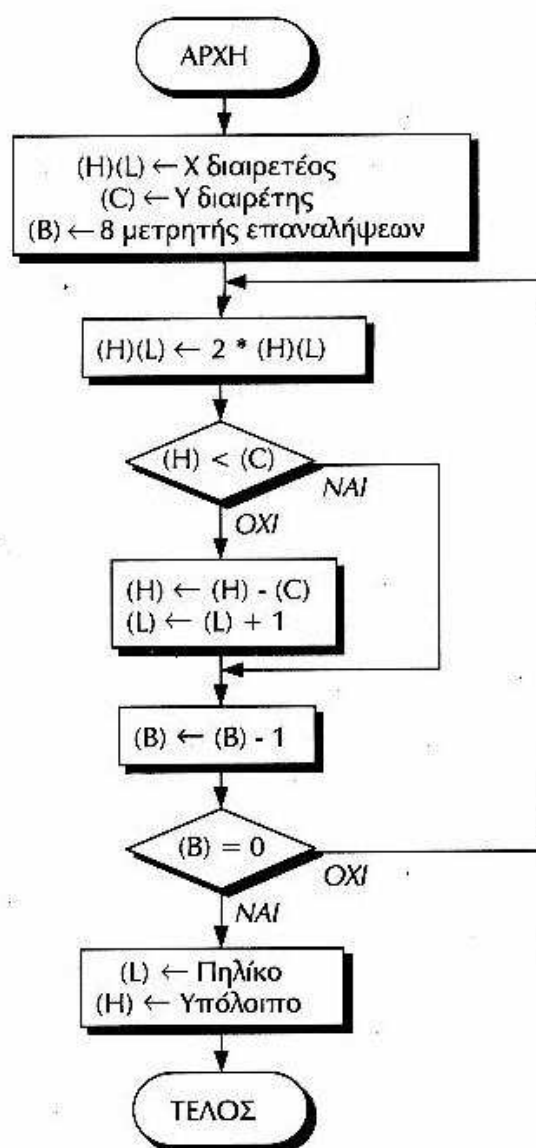 ΑΡΧΗ
(H)(L) ← X διαιρετέος
(C) ← Y διαιρέτης
(B) ← 8 μετρητής επαναλήψεων
(H)(L) ← 2 * (H)(L)
(H) < (C)
ΝΑΙ
ΟΧΙ
(H) ← (H) - (C)
(L) ← (L) + 1
(B) ← (B) - 1
(B) = 0
ΟΧΙ
ΝΑΙ
(L) ← Πηλίκο
(H) ← Υπόλοιπο
ΤΕΛΟΣ